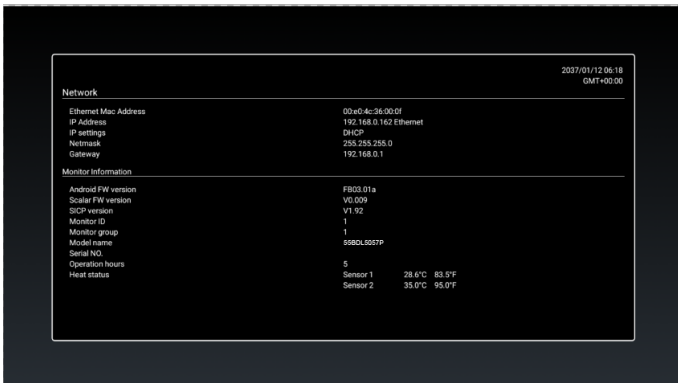 2037/01/12 06:18
GMT+00:00
Network
Ethernet Mac Address 00:e0:4c:36:00:0f
IP Address 192.168.0.162 Ethernet
IP settings DHCP
Netmask 255.255.255.0
Gateway 192.168.0.1
Monitor Information
Android FW version FB03.01a
Scalar FW version V0.009
SICP version V1.92
Monitor ID 1
Monitor group 1
Model name 55BDL5057P
Serial NO.
Operation hours 5
Heat status Sensor 1 28.6°C 83.5°F
Sensor 2 35.0°C 95.0°F